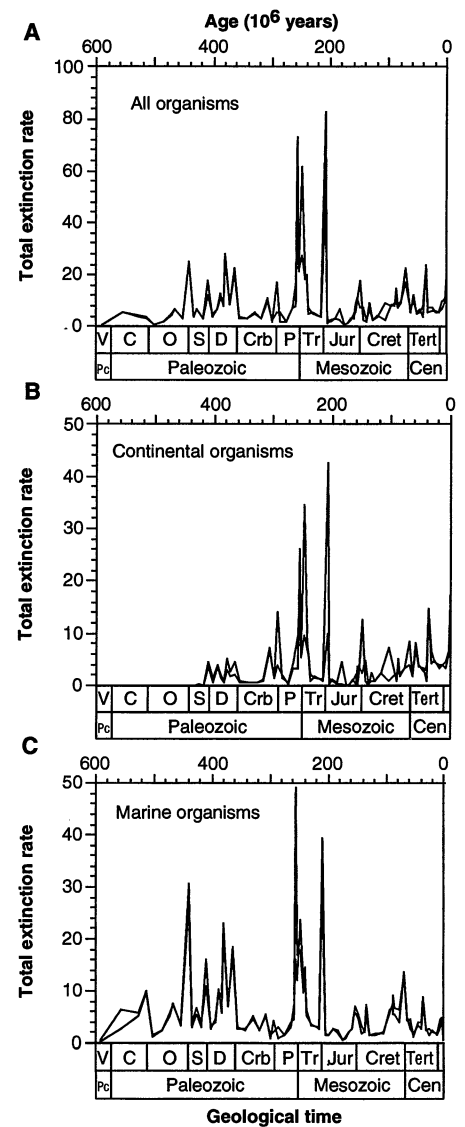 A
Age (10⁶ years)
600 400 200 0
Total extinction rate
100
80
60
40
20
0
All organisms
V C O S D Crb P Tr Jur Cret Tert
Pc Paleozoic Mesozoic Cen
B
600 400 200 0
Total extinction rate
50
40
30
20
10
0
Continental organisms
V C O S D Crb P Tr Jur Cret Tert
Pc Paleozoic Mesozoic Cen
C
600 400 200 0
Total extinction rate
50
40
30
20
10
0
Marine organisms
V C O S D Crb P Tr Jur Cret Tert
Pc Paleozoic Mesozoic Cen
Geological time